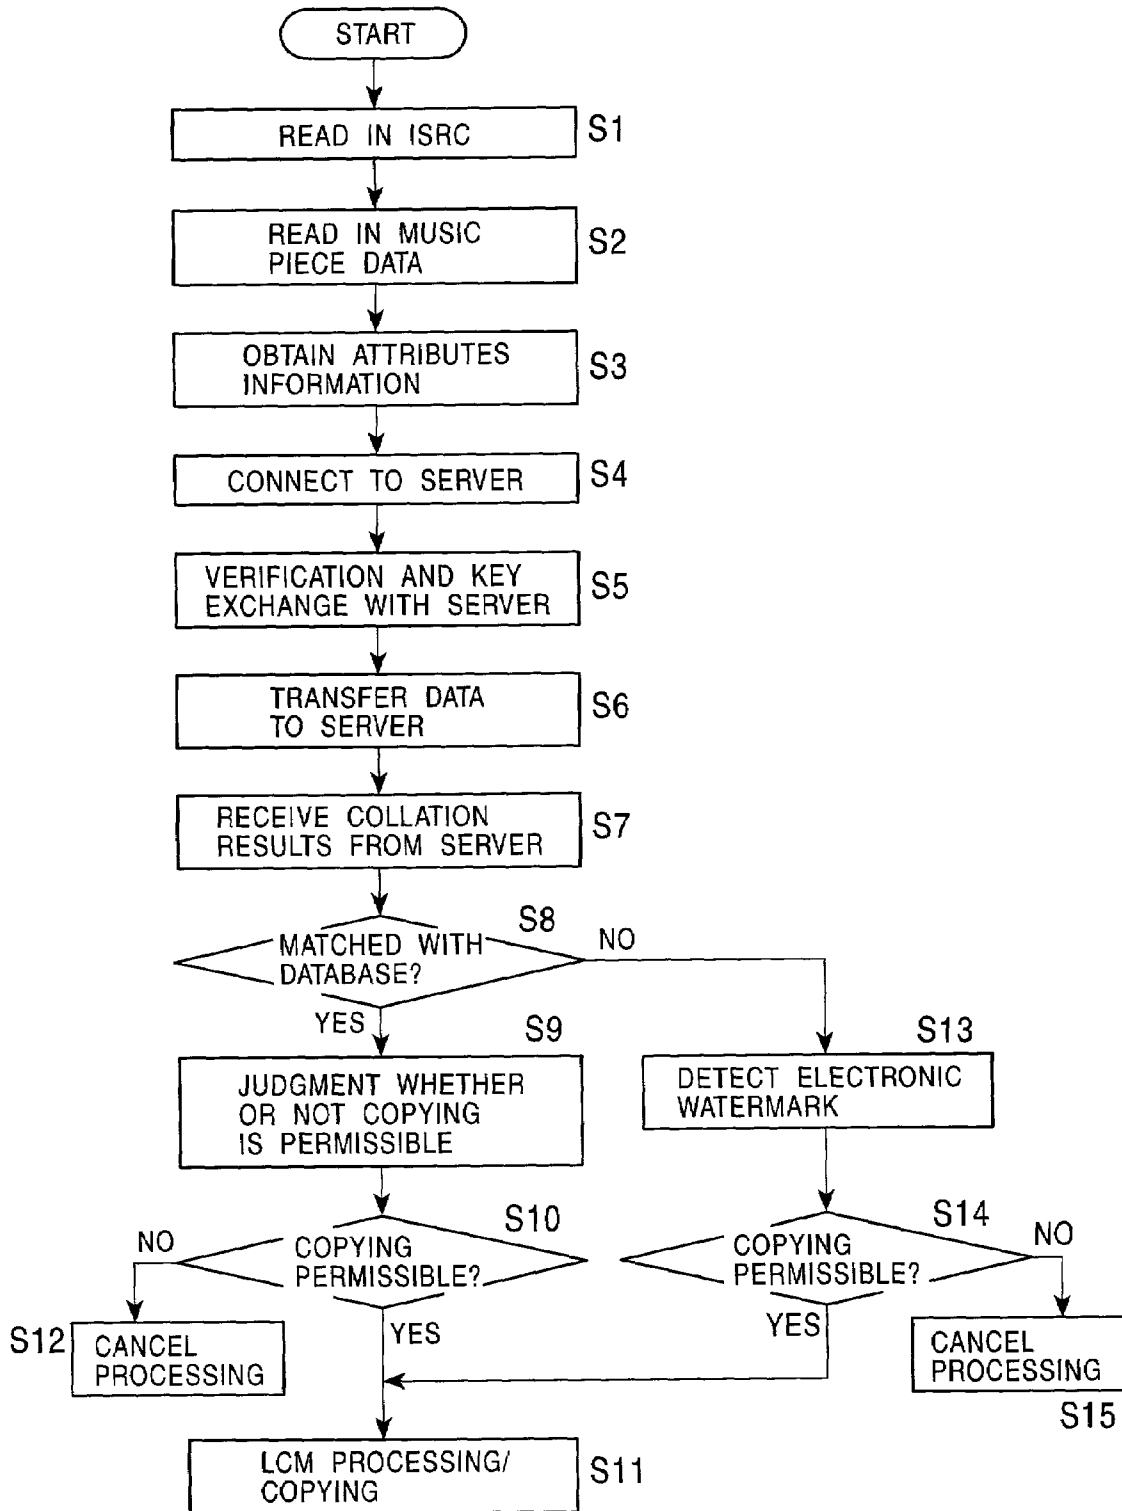 START
READ IN ISRC
S1
READ IN MUSIC
PIECE DATA
S2
OBTAIN ATTRIBUTES
INFORMATION
S3
CONNECT TO SERVER
S4
VERIFICATION AND KEY
EXCHANGE WITH SERVER
S5
TRANSFER DATA
TO SERVER
S6
RECEIVE COLLATION
RESULTS FROM SERVER
S7
S8
MATCHED WITH
DATABASE?
NO
YES
S9
JUDGMENT WHETHER
OR NOT COPYING
IS PERMISSIBLE
S13
DETECT ELECTRONIC
WATERMARK
S10
COPYING
PERMISSIBLE?
NO
YES
S14
COPYING
PERMISSIBLE?
NO
YES
S12
CANCEL
PROCESSING
CANCEL
PROCESSING
S15
LCM PROCESSING/
COPYING
S11